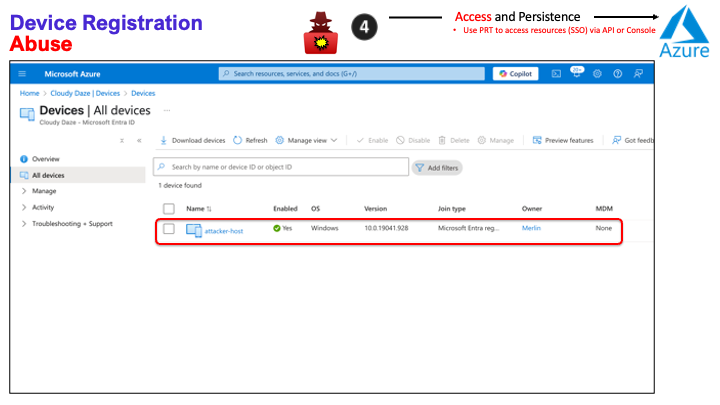 Device Registration
Abuse
4
Access and Persistence
• Use PRT to access resources (SSO) via API or Console
Azure
Microsoft Azure
Search resources, services, and docs (G+/)
Copilot
20+
Home > Cloudy Daze | Devices > Devices
Devices | All devices
Cloudy Daze - Microsoft Entra ID
Download devices
Refresh
Manage view
Enable
Disable
Delete
Manage
Preview features
Got feedb
Overview
All devices
Manage
Activity
Troubleshooting + Support
Search by name or device ID or object ID
Add filters
1 device found
Name Enabled OS Version Join type Owner MDM
attacker-host Yes Windows 10.0.19041.928 Microsoft Entra reg... Merlin None